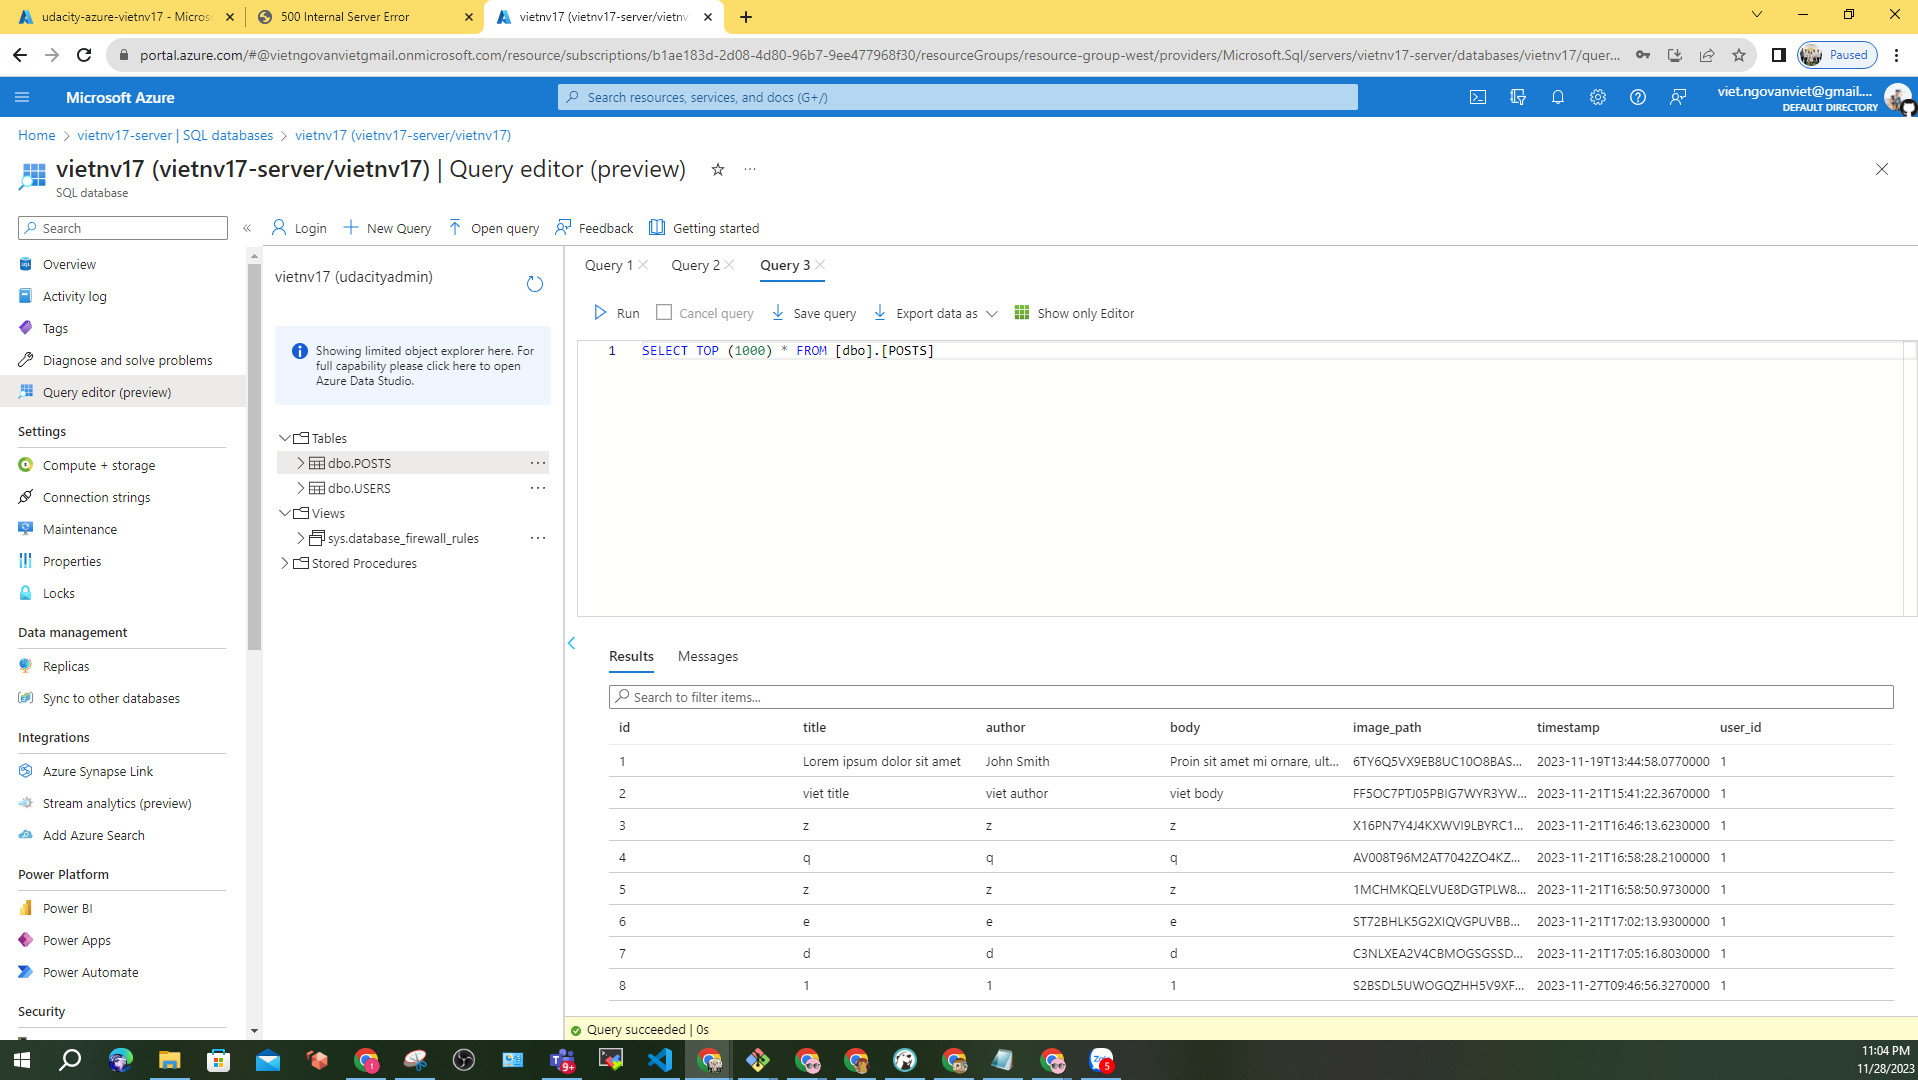 udacity-azure-vietnv17 - Micros
500 Internal Server Error
vietnv17 (vietnv17-server/vietnv
portal.azure.com/#@vietngovanvietgmail.onmicrosoft.com/resource/subscriptions/b1ae183d-2d08-4d80-96b7-9ee477968f30/resourceGroups/resource-group-west/providers/Microsoft.Sql/servers/vietnv17-server/databases/vietnv17/quer...
Paused
Microsoft Azure
Search resources, services, and docs (G+/)
viet.ngovanviet@gmail....
DEFAULT DIRECTORY
Home > vietnv17-server | SQL databases > vietnv17 (vietnv17-server/vietnv17)
vietnv17 (vietnv17-server/vietnv17) | Query editor (preview)
SQL database
Search
Login
New Query
Open query
Feedback
Getting started
Overview
Activity log
Tags
Diagnose and solve problems
Query editor (preview)
Settings
Compute + storage
Connection strings
Maintenance
Properties
Locks
Data management
Replicas
Sync to other databases
Integrations
Azure Synapse Link
Stream analytics (preview)
Add Azure Search
Power Platform
Power BI
Power Apps
Power Automate
Security
vietnv17 (udacityadmin)
Showing limited object explorer here. For
full capability please click here to open
Azure Data Studio.
Tables
dbo.POSTS
dbo.USERS
Views
sys.database_firewall_rules
Stored Procedures
Query 1
Query 2
Query 3
Run
Cancel query
Save query
Export data as
Show only Editor
1 SELECT TOP (1000) * FROM [dbo].[POSTS]
Results
Messages
Search to filter items...
id title author body image_path timestamp user_id
1 Lorem ipsum dolor sit amet John Smith Proin sit amet mi ornare, ult... 6TY6Q5VX9EB8UC10O8BAS... 2023-11-19T13:44:58.0770000 1
2 viet title viet author viet body FF5OC7PTJ05PBIG7WYR3YW... 2023-11-21T15:41:22.3670000 1
3 z z z X16PN7Y4J4KXWVI9LBYRC1... 2023-11-21T16:46:13.6230000 1
4 q q q AV008T96M2AT7042ZO4KZ... 2023-11-21T16:58:28.2100000 1
5 z z z 1MCHMKQELVUE8DGTPLW8... 2023-11-21T16:58:50.9730000 1
6 e e e ST72BHLK5G2XIQVGPUVBB... 2023-11-21T17:02:13.9300000 1
7 d d d C3NLXEA2V4CBMOGSGSSD... 2023-11-21T17:05:16.8030000 1
8 1 1 1 S2BSDL5UWOGQZHH5V9XF... 2023-11-27T09:46:56.3270000 1
Query succeeded | 0s
9+
Zalo
5
11:04 PM
11/28/2023